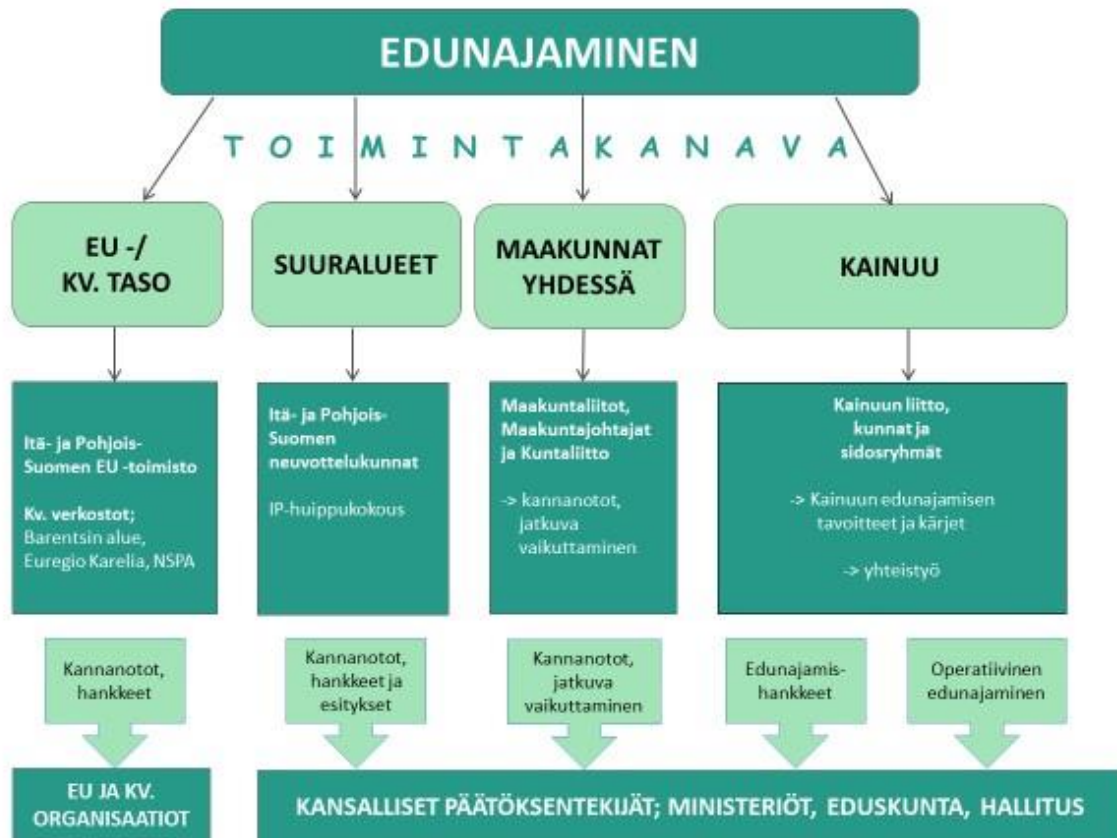 EDUNAJAMINEN
TOIMINTAKANAVA
EU -/
KV. TASO
SUURALUEET
MAAKUNNAT
YHDESSÄ
KAINUU
Itä- ja Pohjois-
Suomen EU -toimisto
Kv. verkostot;
Barentsin alue,
Euregio Karelia, NSPA
Itä- ja Pohjois-
Suomen
neuvottelukunnat
IP-huippukokous
Maakuntaliitot,
Maakuntajohtajat
ja Kuntaliitto
-> kannanotot,
jatkuva
vaikuttaminen
Kainuun liitto,
kunnat ja
sidosryhmät
-> Kainuun edunajamisen
tavoitteet ja kärjet
-> yhteistyö
Kannanotot,
hankkeet
Kannanotot,
hankkeet ja
esitykset
Kannanotot,
jatkuva
vaikuttaminen
Edunajamis-
hankkeet
Operatiivinen
edunajaminen
EU JA KV.
ORGANISAATIOT
KANSALLISET PÄÄTÖKSENTEKIJÄT; MINISTERIÖT, EDUSKUNTA, HALLITUS